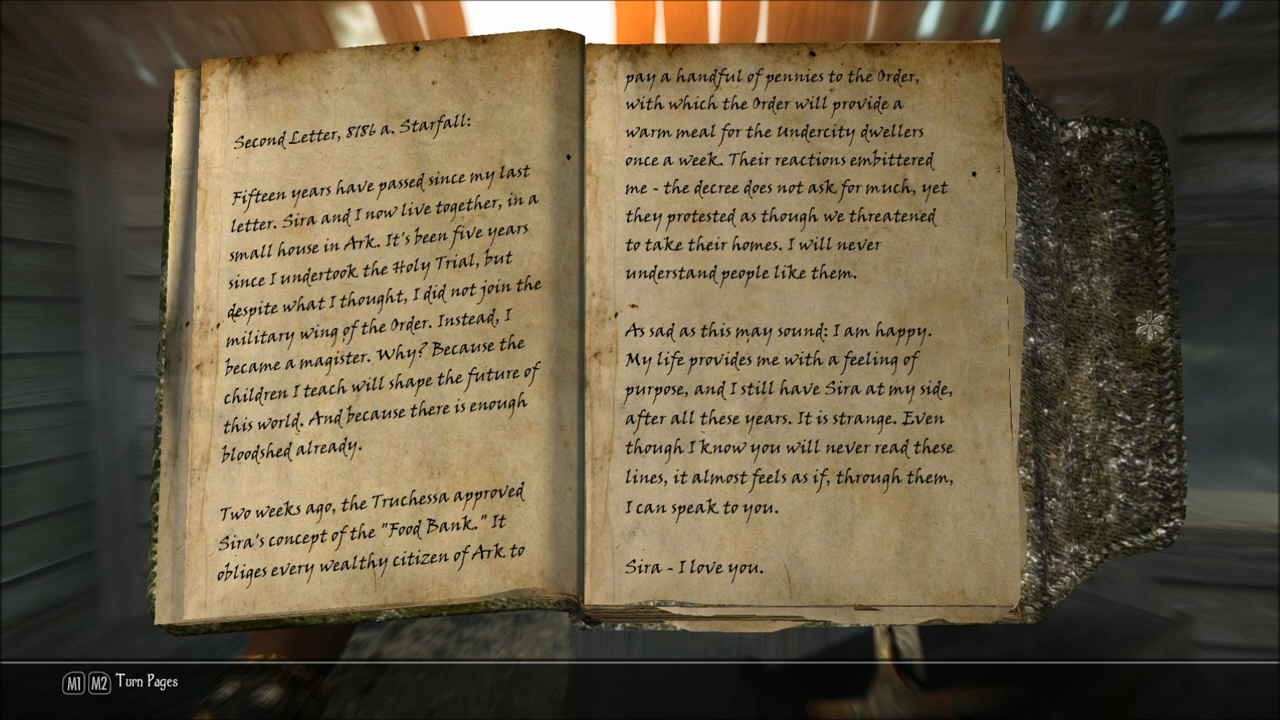 Second Letter, 8186 a. Starfall:
Fifteen years have passed since my last
letter. Sira and I now live together, in a
small house in Ark. It's been five years
since I undertook the Holy Trial, but
despite what I thought, I did not join the
military wing of the Order. Instead, I
became a magister. Why? Because the
children I teach will shape the future of
this world. And because there is enough
bloodshed already.
Two weeks ago, the Truchessa approved
Sira's concept of the "Food Bank." It
obliges every wealthy citizen of Ark to
pay a handful of pennies to the Order,
with which the Order will provide a
warm meal for the Undercity dwellers
once a week. Their reactions embittered
me - the decree does not ask for much, yet
they protested as though we threatened
to take their homes. I will never
understand people like them.
As sad as this may sound: I am happy.
My life provides me with a feeling of
purpose, and I still have Sira at my side,
after all these years. It is strange. Even
though I know you will never read these
lines, it almost feels as if, through them,
I can speak to you.
Sira - I love you.
M1 M2 Turn Pages